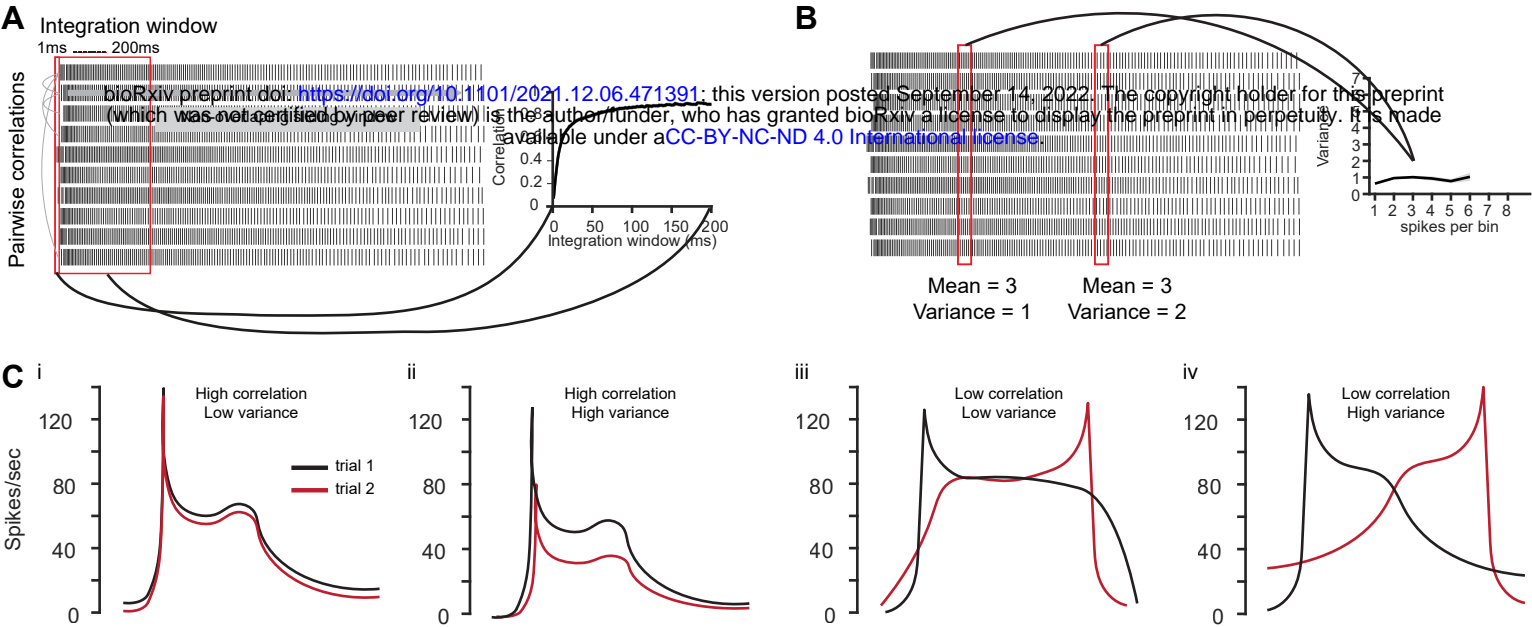 A
Integration window
1ms ...... 200ms
Pairwise correlations
bioRxiv preprint doi: https://doi.org/10.1101/2021.12.06.471391; this version posted September 14, 2022. The copyright holder for this preprint
(which was not certified by peer review) is the author/funder, who has granted bioRxiv a license to display the preprint in perpetuity. It is made
available under aCC-BY-NC-ND 4.0 International license.
Non-overlaping sliding window
Correlation
1
0.8
0.4
0.2
0
0 50 100 150 200
Integration window (ms)
B
Variance
7
5
4
3
2
1
0
1 2 3 4 5 6 7 8
spikes per bin
Mean = 3
Variance = 1
Mean = 3
Variance = 2
C
i
High correlation
Low variance
trial 1
trial 2
Spikes/sec
120
80
40
0
ii
High correlation
High variance
120
80
40
0
iii
Low correlation
Low variance
120
80
40
0
iv
Low correlation
High variance
120
80
40
0